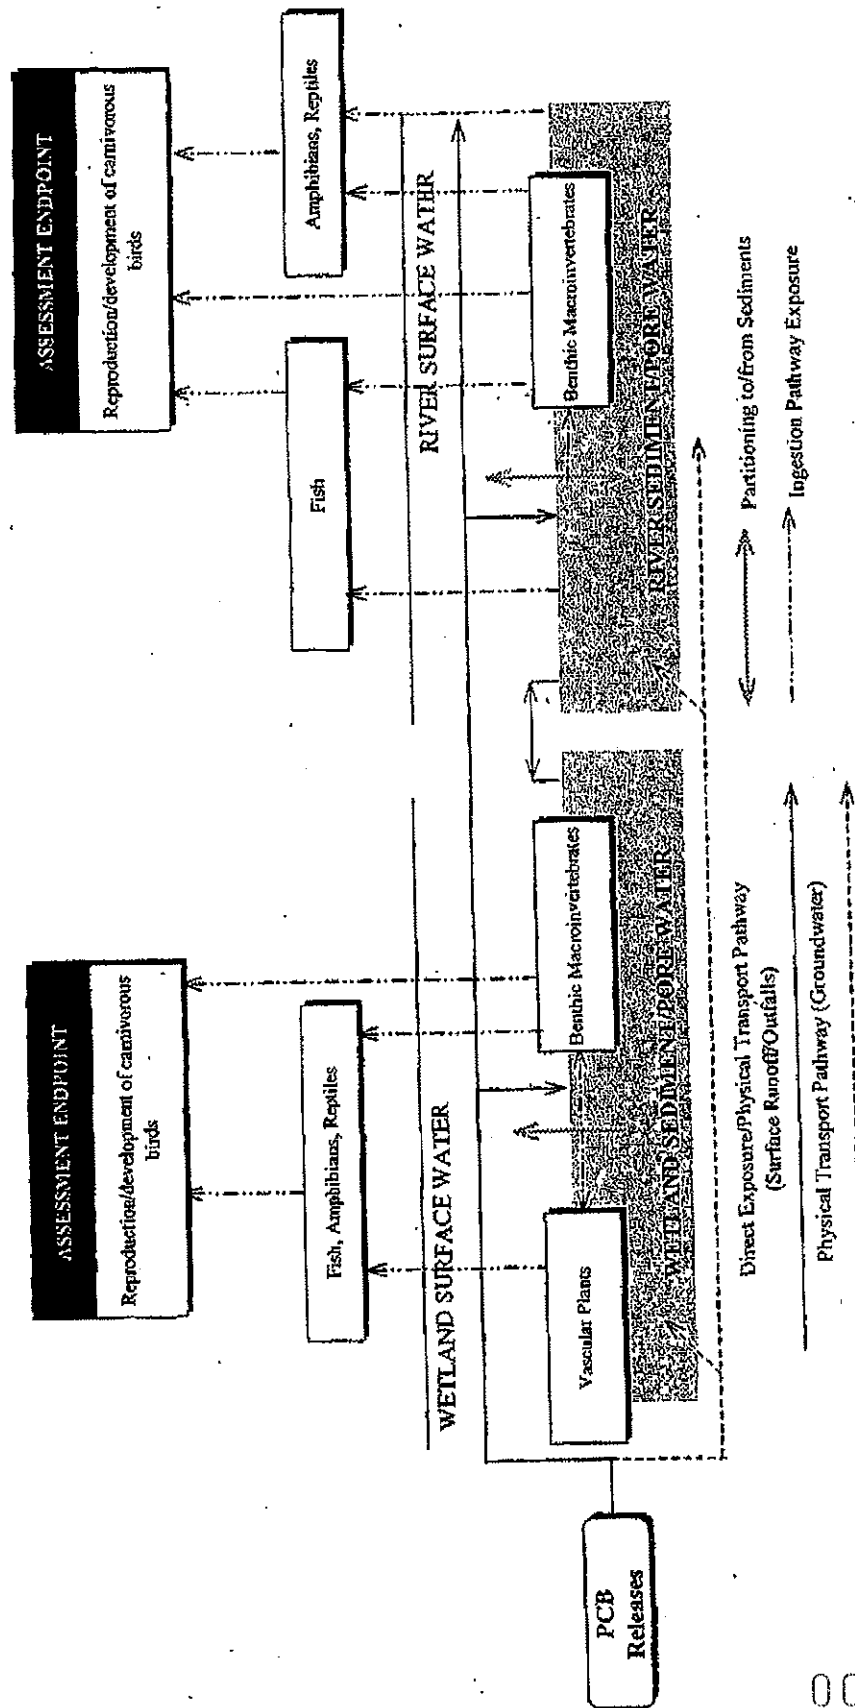 ASSESSMENT ENDPOINT
Reproduction/development of carnivorous
birds
ASSESSMENT ENDPOINT
Reproduction/development of carnivorous
birds
Fish, Amphibians, Reptiles
Fish
Amphibians, Reptiles
WETLAND SURFACE WATER
RIVER SURFACE WATER
PCB
Releases
Vascular Plants
Benthic Macroinvertebrates
Benthic Macroinvertebrates
WETLAND SEDIMENT/PORE WATER
RIVER SEDIMENT/PORE WATER
Direct Exposure/Physical Transport Pathway
(Surface Runoff/Outfalls)
Partitioning to/from Sediments
Physical Transport Pathway (Groundwater)
Ingestion Pathway Exposure